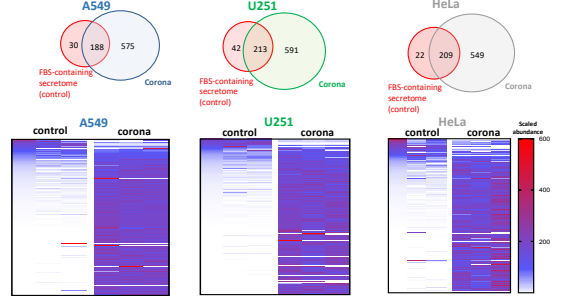 A549
U251
HeLa
30
188
575
42
213
591
22
209
549
FBS-containing
secretome
(control)
Corona
FBS-containing
secretome
(control)
Corona
FBS-containing
secretome
(control)
Corona
A549
U251
HeLa
control
corona
control
corona
control
corona
Scaled
abundance
600
400
200